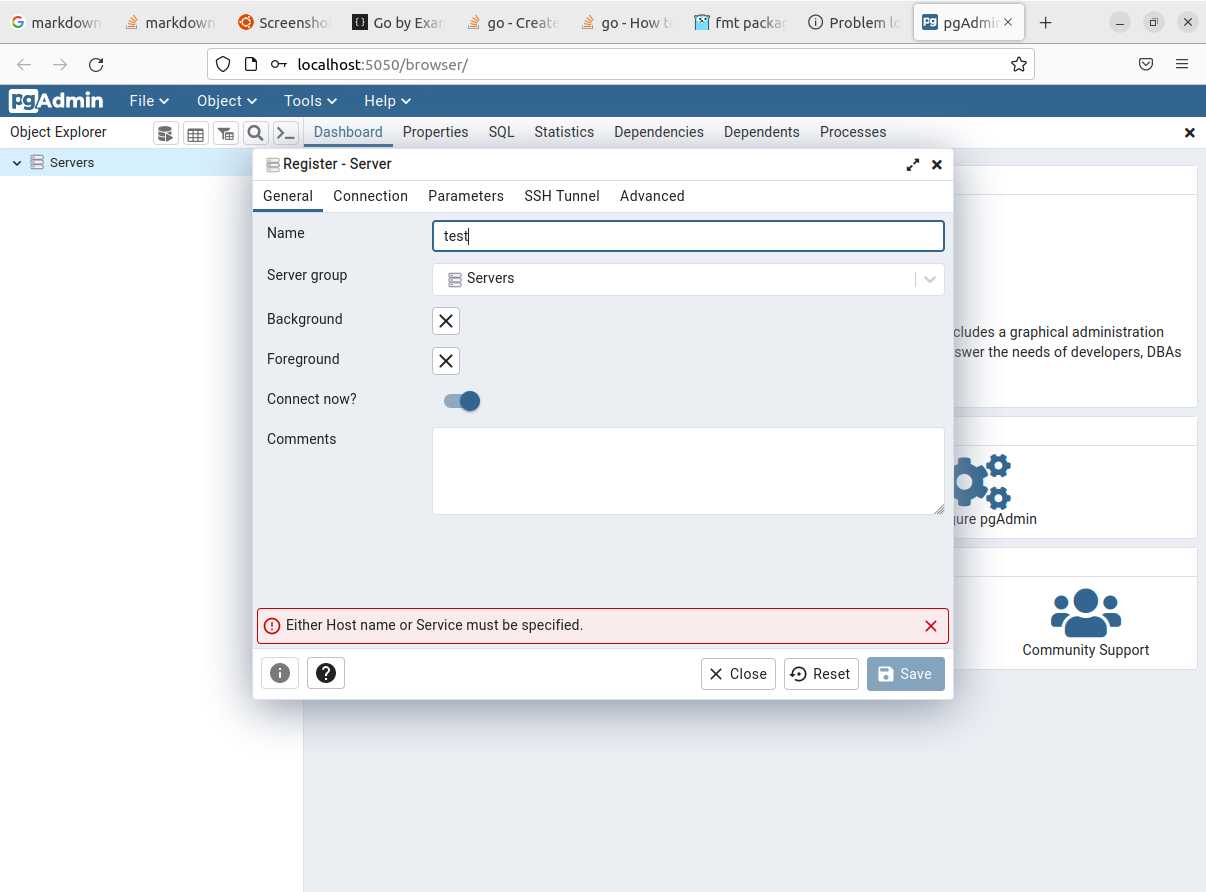 markdown
markdown
Screensho
Go by Exam
go - Create
go - How t
fmt packag
Problem lo
pgAdmin
localhost:5050/browser/
pgAdmin
File
Object
Tools
Help
Object Explorer
Dashboard
Properties
SQL
Statistics
Dependencies
Dependents
Processes
Servers
Register - Server
General
Connection
Parameters
SSH Tunnel
Advanced
Name
test
Server group
Servers
Background
Foreground
Connect now?
Comments
cludes a graphical administration
swer the needs of developers, DBAs
gure pgAdmin
Community Support
Either Host name or Service must be specified.
Close
Reset
Save